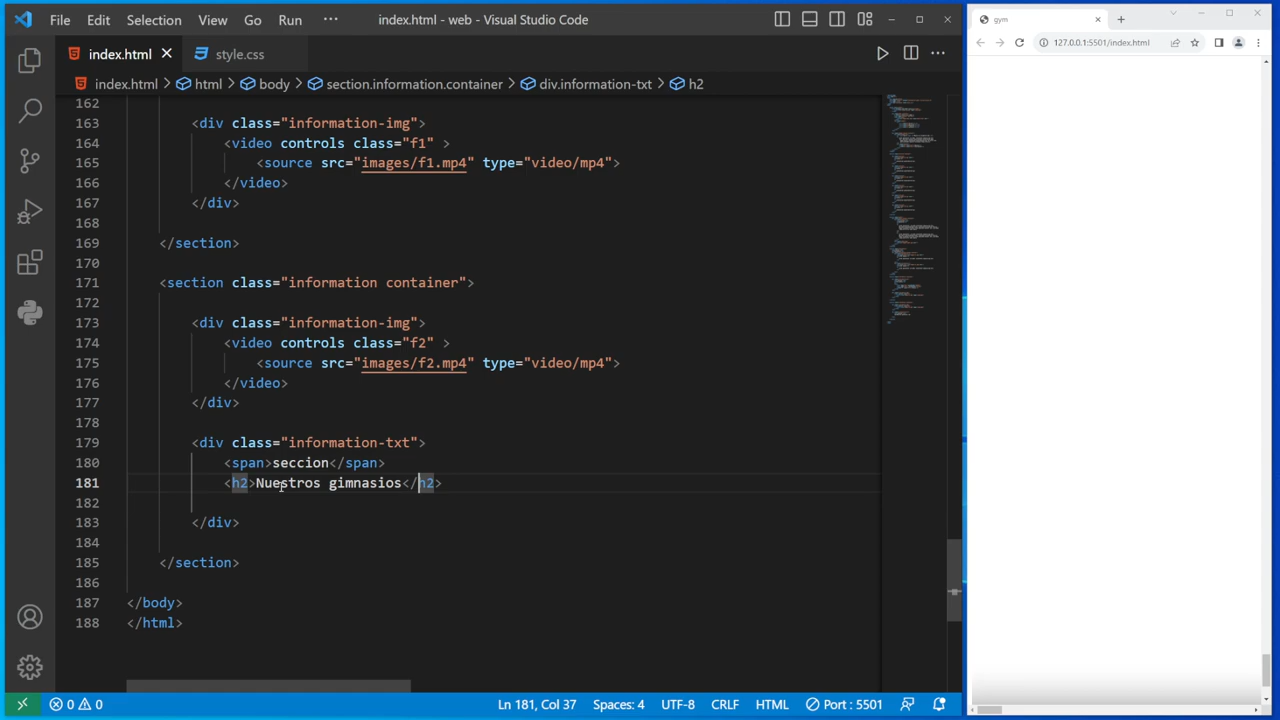 File Edit Selection View Go Run ··· index.html - web - Visual Studio Code
index.html style.css
index.html > html > body > section.information.container > div.information-txt > h2
162
163 <div class="information-img">
164 <video controls class="f1" >
165 <source src="images/f1.mp4" type="video/mp4">
166 </video>
167 </div>
168
169 </section>
170
171 <section class="information container">
172
173 <div class="information-img">
174 <video controls class="f2" >
175 <source src="images/f2.mp4" type="video/mp4">
176 </video>
177 </div>
178
179 <div class="information-txt">
180 <span>seccion</span>
181 <h2>Nuestros gimnasios</h2>
182
183 </div>
184
185 </section>
186
187 </body>
188 </html>
0 0 Ln 181, Col 37 Spaces: 4 UTF-8 CRLF HTML Port : 5501
gym
127.0.0.1:5501/index.html